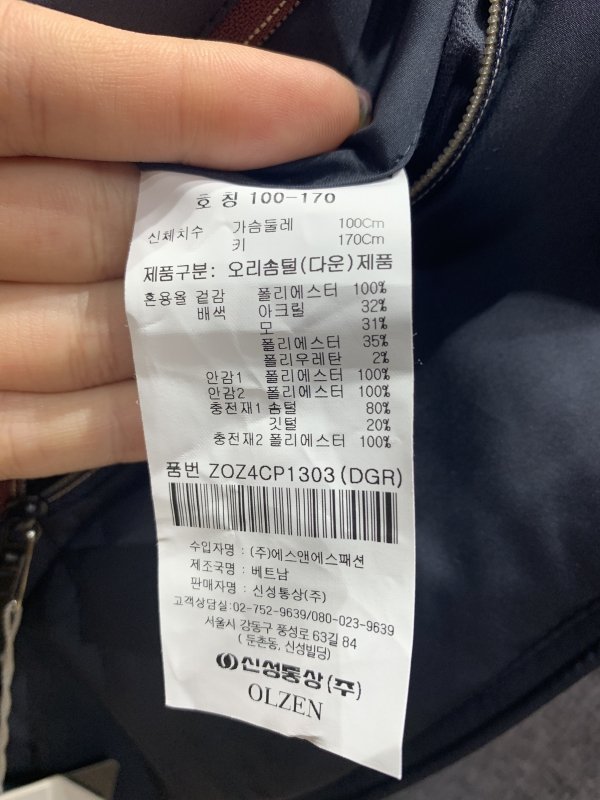 호 칭 100-170
신체치수 가슴둘레 100Cm
키 170Cm
제품구분: 오리솜털(다운)제품
혼용율 겉감 폴리에스터 100%
배색 아크릴 32%
모 31%
폴리에스터 35%
폴리우레탄 2%
안감1 폴리에스터 100%
안감2 폴리에스터 100%
충전재1 솜털 80%
깃털 20%
충전재2 폴리에스터 100%
품번 ZOZ4CP1303(DGR)
수입자명 : (주)에스앤에스패션
제조국명 : 베트남
판매자명 : 신성통상(주)
고객상담실:02-752-9639/080-023-9639
서울시 강동구 풍성로 63길 84
( 둔촌동, 신성빌딩)
신성통상(주)
OLZEN